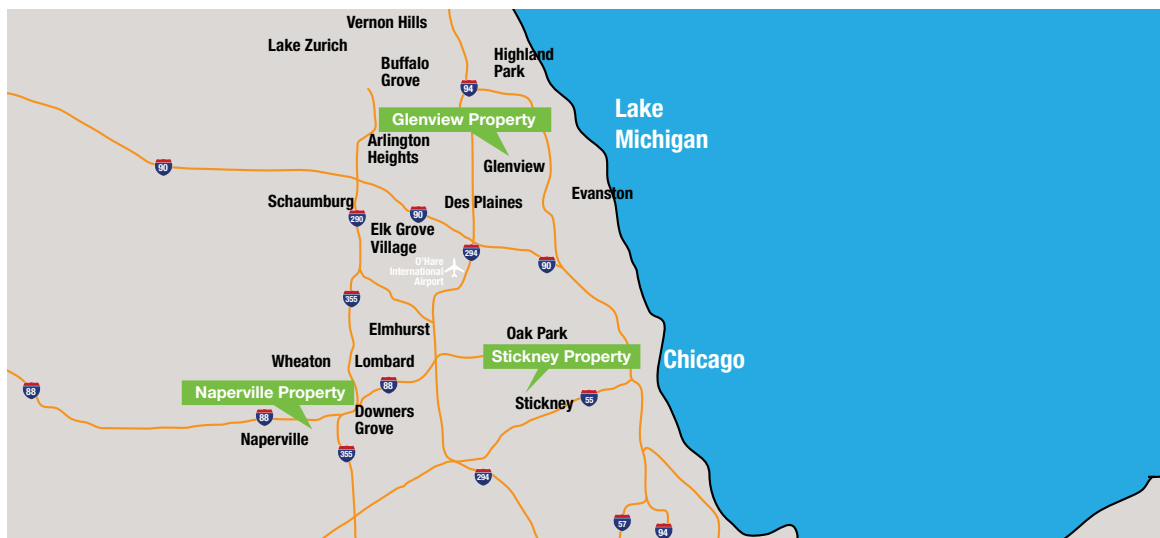 Vernon Hills
Lake Zurich
Highland
Park
Buffalo
Grove
94
Lake
Michigan
Glenview Property
Arlington
Heights
Glenview
90
Evanston
Schaumburg
Des Plaines
290
90
Elk Grove
Village
294
O'Hare
International
Airport
90
355
Elmhurst
Oak Park
Stickney Property
Chicago
Wheaton
Lombard
88
88
Naperville Property
55
Stickney
88
Downers
Grove
Naperville
355
294
57
94